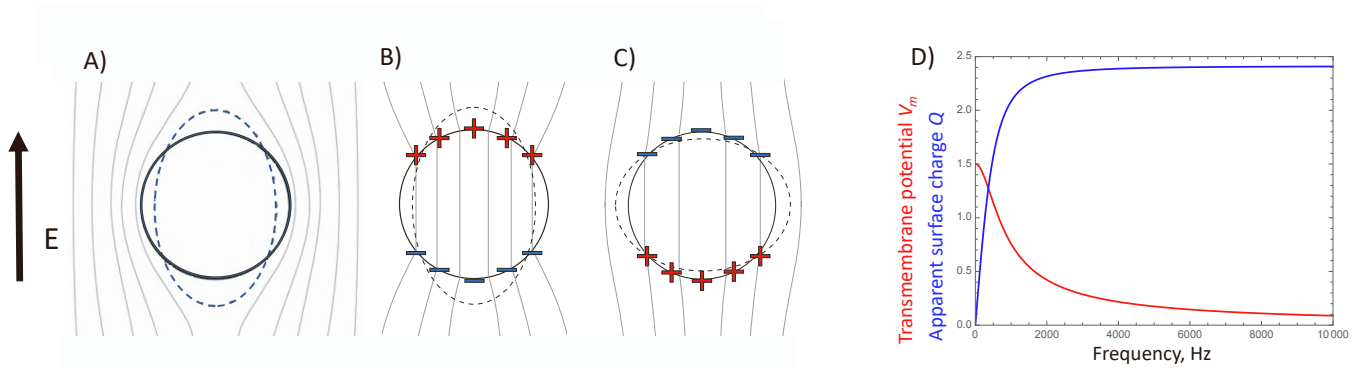 A)
B)
C)
D)
E
Transmembrane potential Vm
Apparent surface charge Q
2.5
2.0
1.5
1.0
0.5
0.0
0
2000
4000
6000
8000
10000
Frequency, Hz